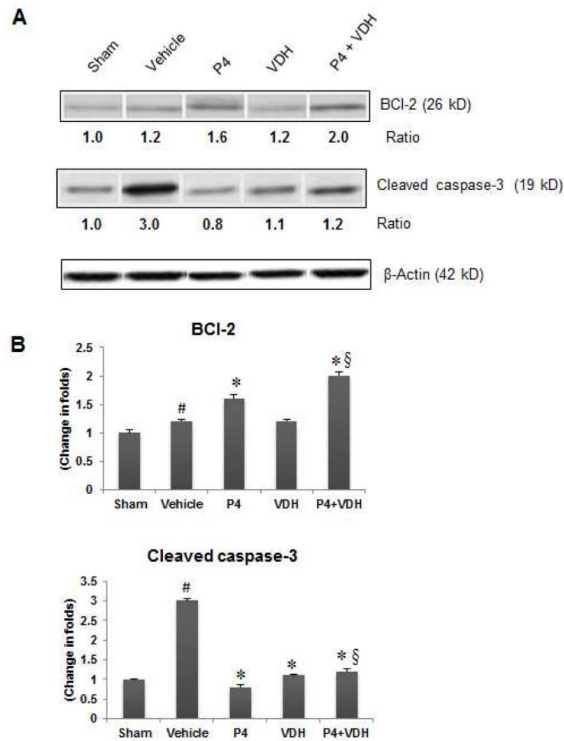 A
Sham Vehicle P4 VDH P4 + VDH
BCl-2 (26 kD)
1.0 1.2 1.6 1.2 2.0 Ratio
Cleaved caspase-3 (19 kD)
1.0 3.0 0.8 1.1 1.2 Ratio
β-Actin (42 kD)
B
BCl-2
(Change in folds)
2.5
2
1.5
1
0.5
0
# * * §
Sham Vehicle P4 VDH P4+VDH
Cleaved caspase-3
(Change in folds)
3.5
3
2.5
2
1.5
1
0.5
0
# * * * §
Sham Vehicle P4 VDH P4+VDH